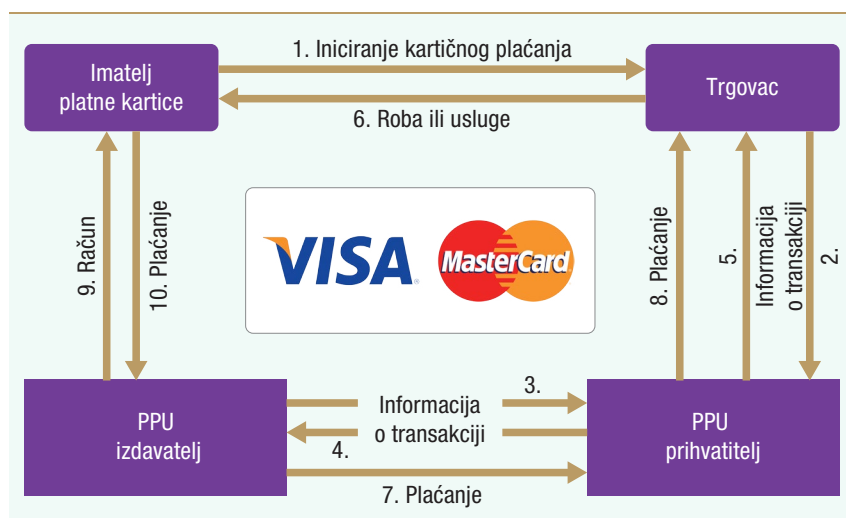 1. Iniciranje kartičnog plaćanja
Imatelj
platne kartice
Trgovac
6. Roba ili usluge
9. Račun
10. Plaćanje
VISA
MasterCard
8. Plaćanje
5.
Informacija
o transakciji
2.
PPU
izdavatelj
3.
Informacija
o transakciji
4.
PPU
prihvatitelj
7. Plaćanje